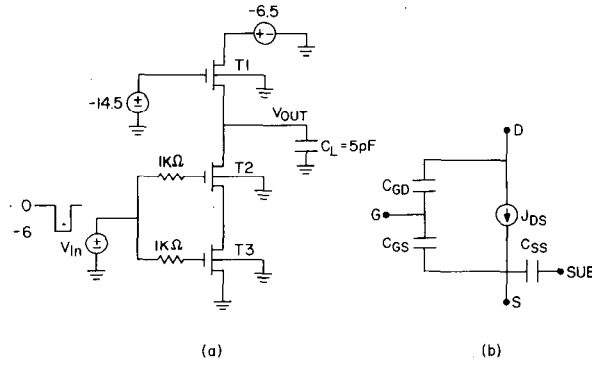 -6.5
+-
T1
-14.5
±
VOUT
CL = 5pF
1KΩ
T2
0
-6
VIn
±
1KΩ
T3
(a)
D
CGD
G
JDS
CGS
CSS
SUB
S
(b)